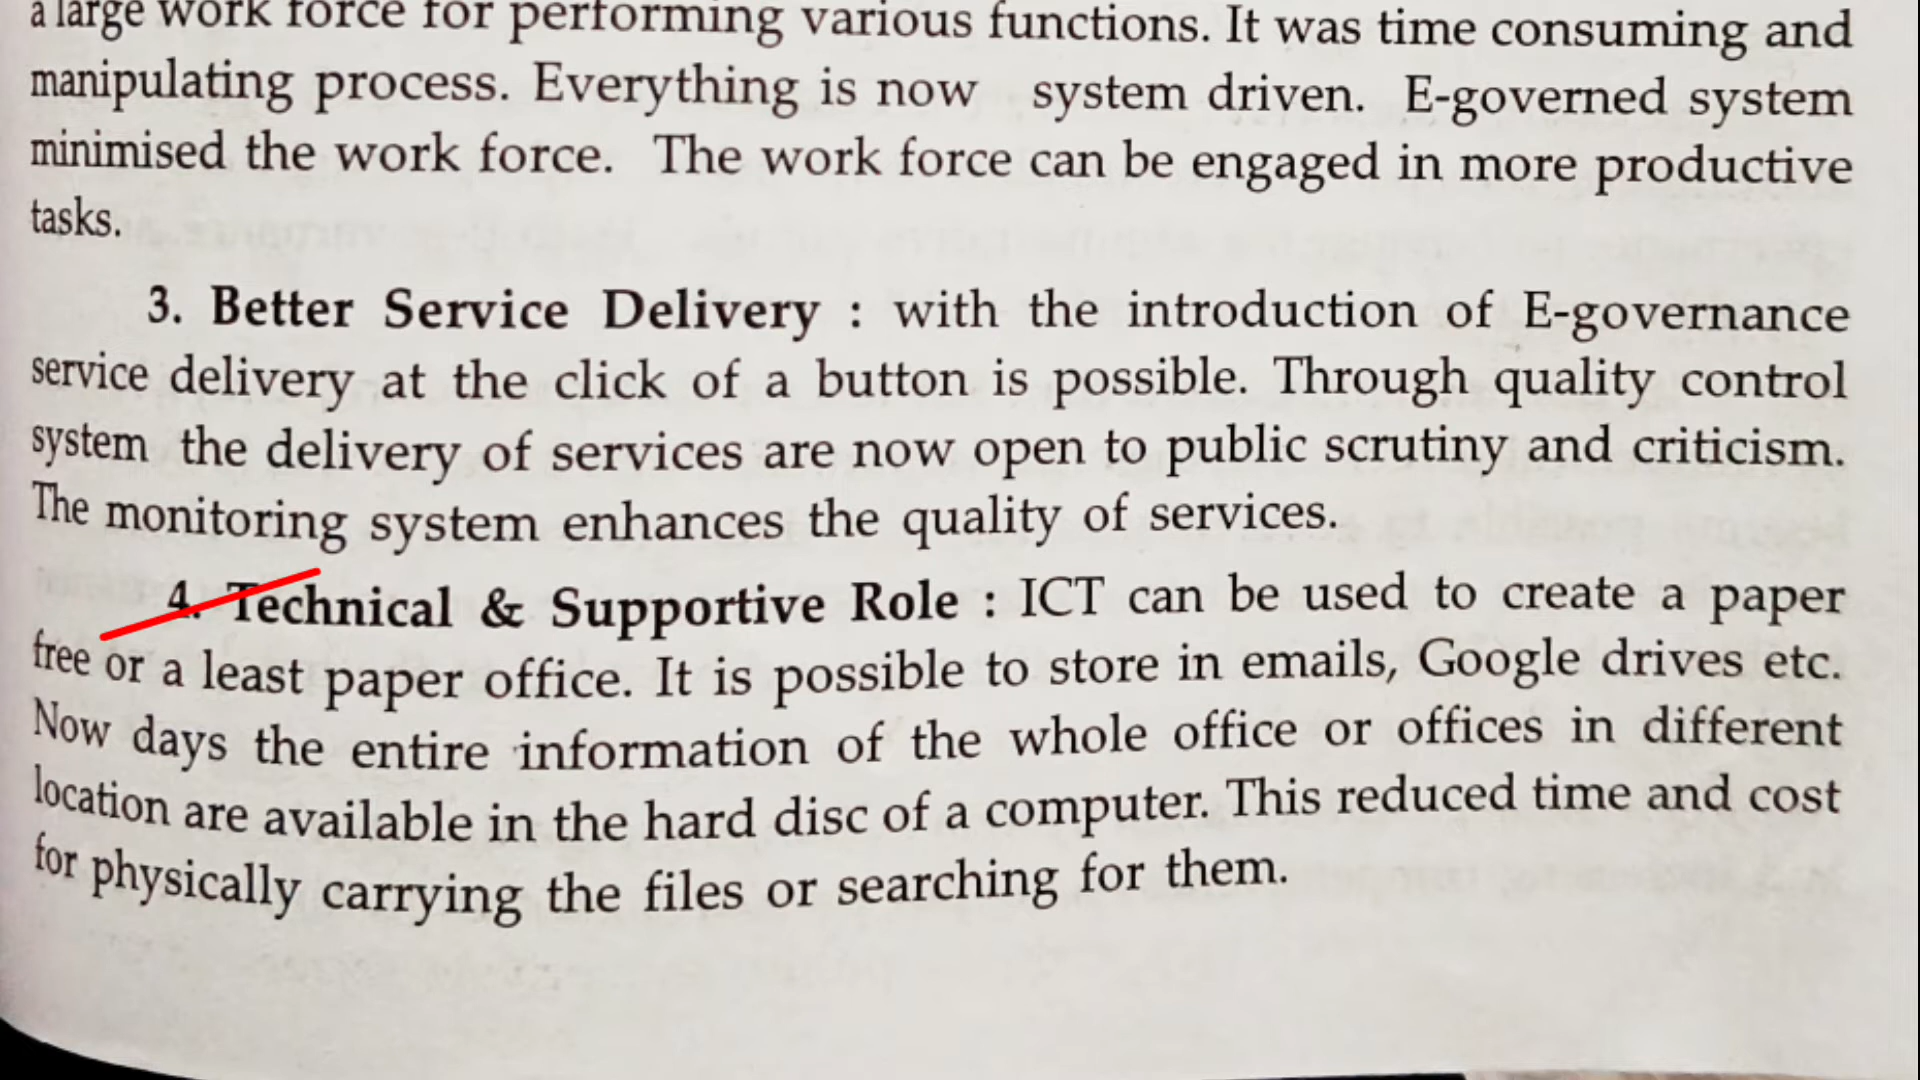 a large work force for performing various functions. It was time consuming and
manipulating process. Everything is now system driven. E-governed system
minimised the work force. The work force can be engaged in more productive
tasks.
3. Better Service Delivery : with the introduction of E-governance
service delivery at the click of a button is possible. Through quality control
system the delivery of services are now open to public scrutiny and criticism.
The monitoring system enhances the quality of services.
4. Technical & Supportive Role : ICT can be used to create a paper
free or a least paper office. It is possible to store in emails, Google drives etc.
Now days the entire information of the whole office or offices in different
location are available in the hard disc of a computer. This reduced time and cost
for physically carrying the files or searching for them.